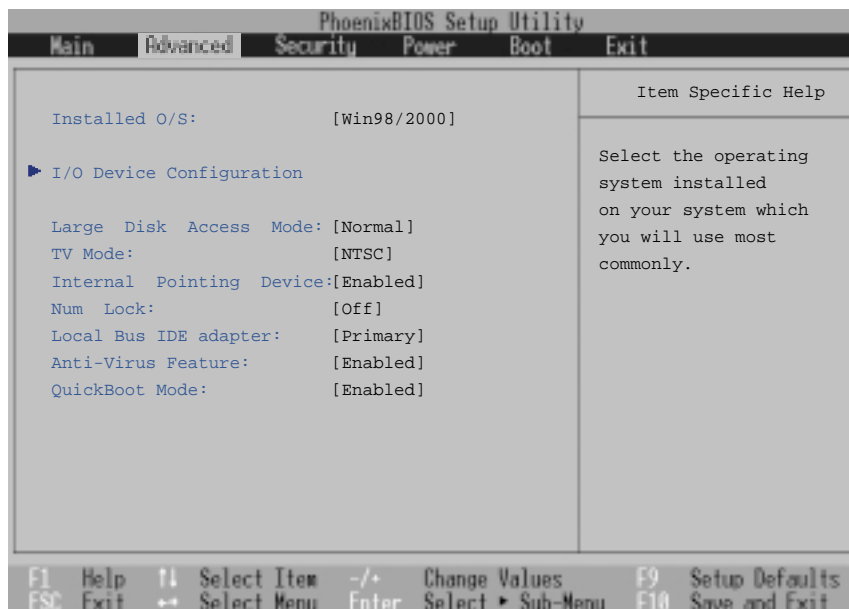 PhoenixBIOS Setup Utility
Main Advanced Security Power Boot Exit
Item Specific Help
Installed O/S: [Win98/2000]
Select the operating
system installed
on your system which
you will use most
commonly.
I/O Device Configuration
Large Disk Access Mode: [Normal]
TV Mode: [NTSC]
Internal Pointing Device:[Enabled]
Num Lock: [Off]
Local Bus IDE adapter: [Primary]
Anti-Virus Feature: [Enabled]
QuickBoot Mode: [Enabled]
F1 Help ↑↓ Select Item -/+ Change Values F9 Setup Defaults
ESC Exit ↔ Select Menu Enter Select ▸ Sub-Menu F10 Save and Exit